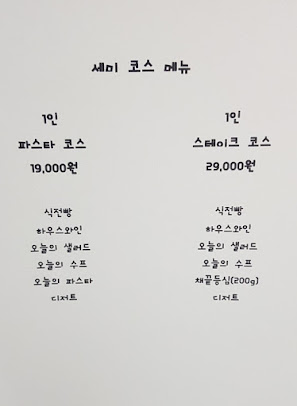 세미 코스 메뉴
1인
파스타 코스
19,000원
식전빵
하우스와인
오늘의 샐러드
오늘의 수프
오늘의 파스타
디저트
1인
스테이크 코스
29,000원
식전빵
하우스와인
오늘의 샐러드
오늘의 수프
채끝등심(200g)
디저트